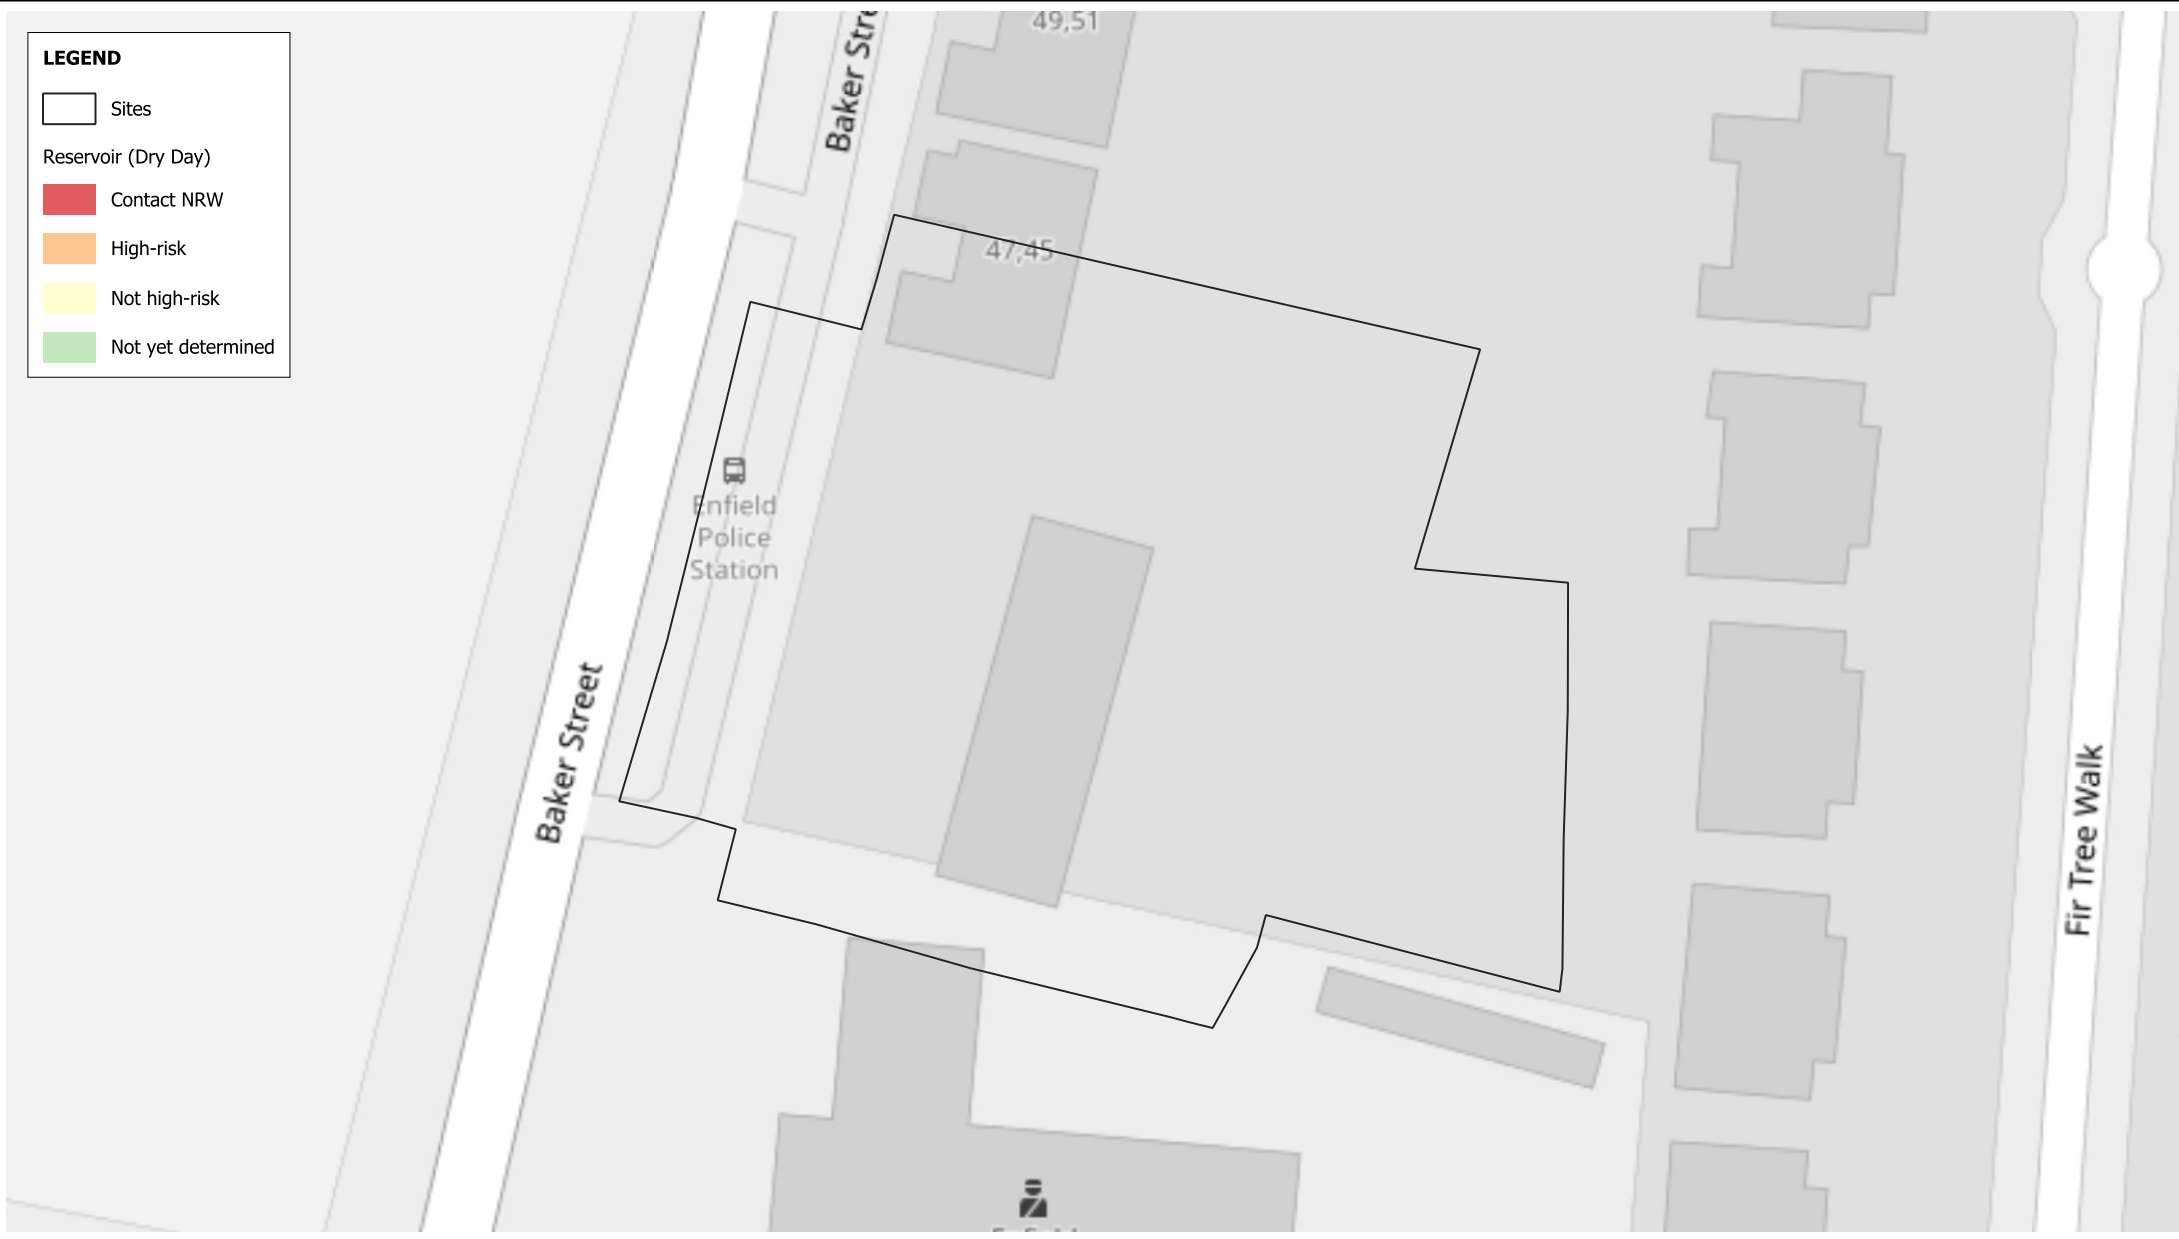 LEGEND
Sites
Reservoir (Dry Day)
Contact NRW
High-risk
Not high-risk
Not yet determined
49,51
Baker Stre
47,45
Enfield
Police
Station
Baker Street
Fir Tree Walk